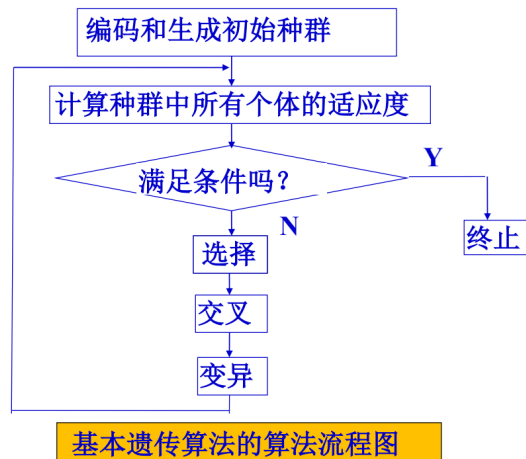 编码和生成初始种群
计算种群中所有个体的适应度
满足条件吗?
Y
N
终止
选择
交叉
变异
基本遗传算法的算法流程图